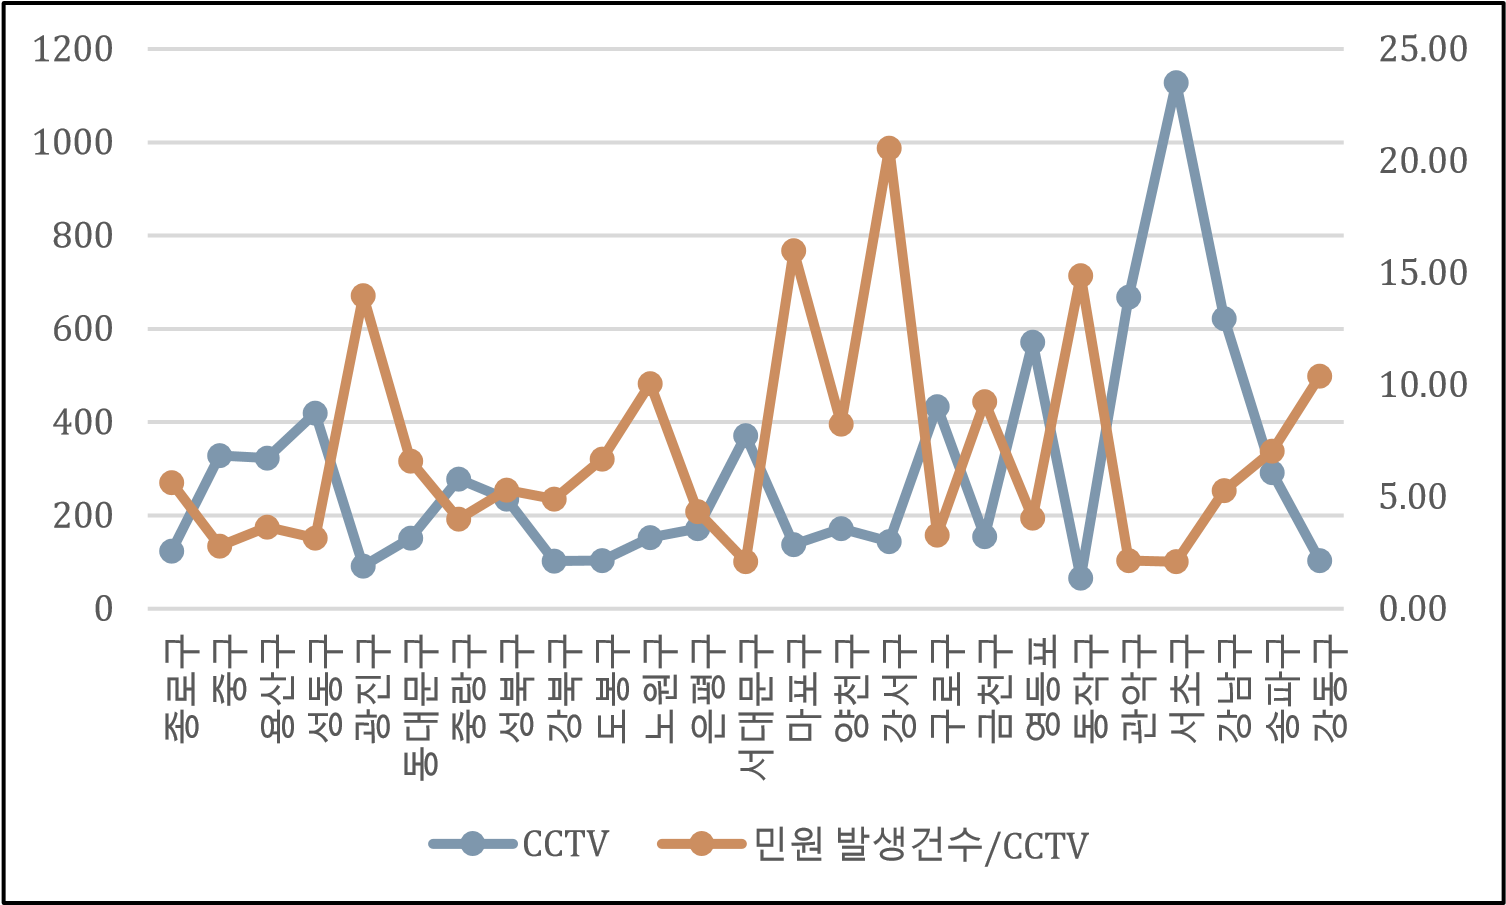 1200
1000
800
600
400
200
0
25.00
20.00
15.00
10.00
5.00
0.00
종로구
중구
용산구
성동구
광진구
동대문구
중랑구
성북구
강북구
도봉구
노원구
은평구
서대문구
마포구
양천구
강서구
구로구
금천구
영등포
동작구
관악구
서초구
강남구
송파구
강동구
CCTV
민원 발생건수/CCTV